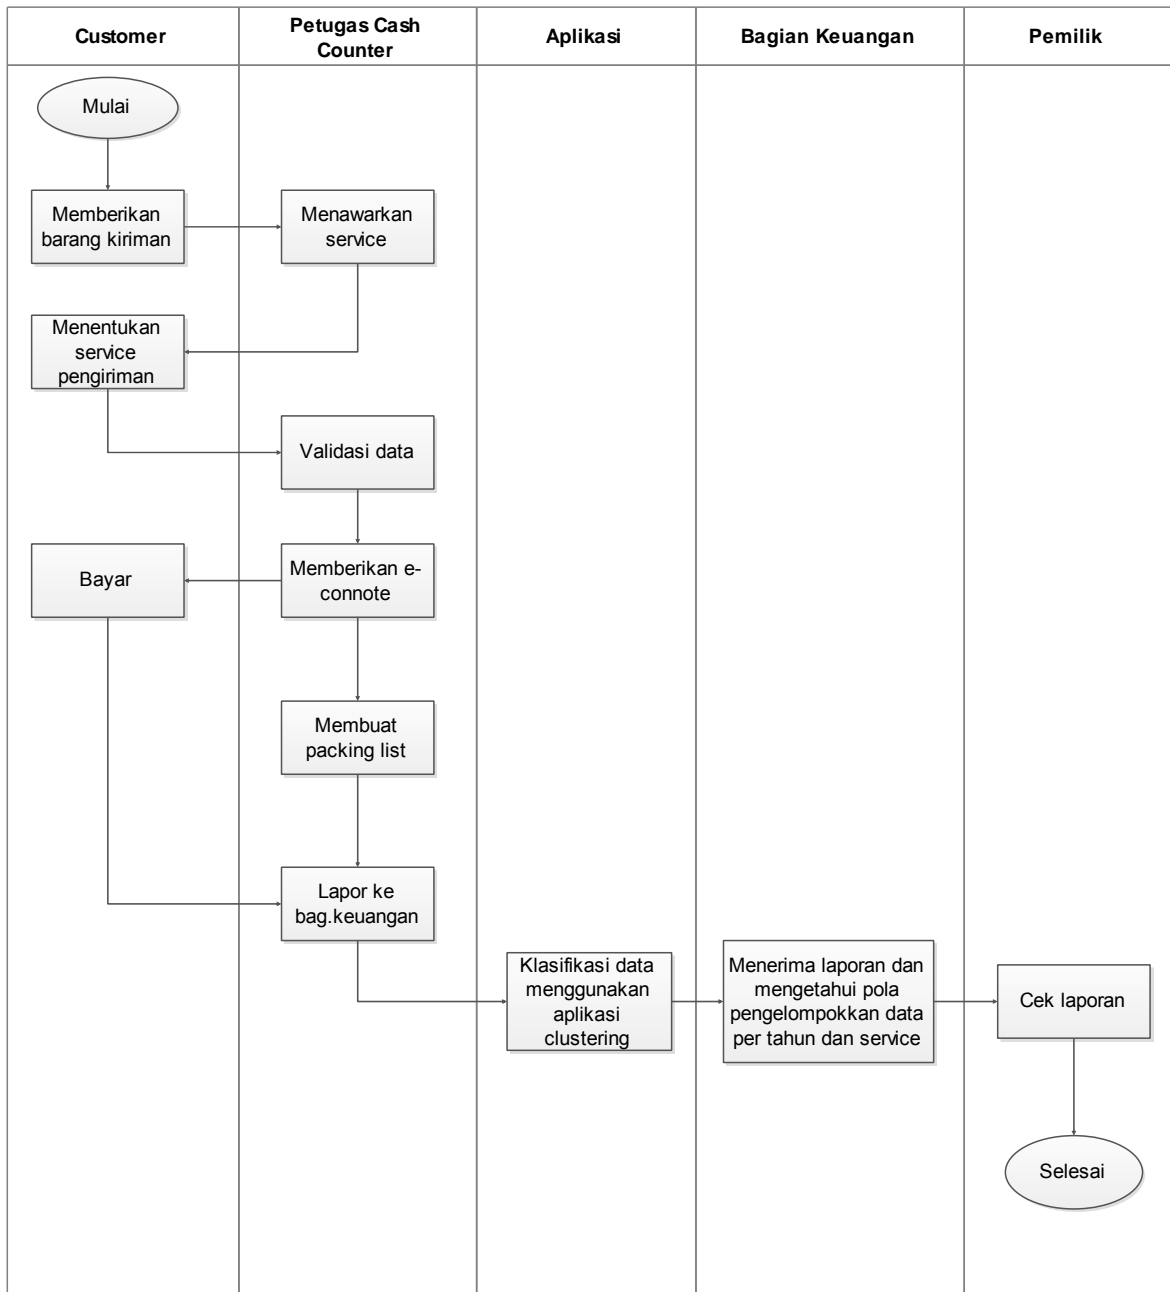 Customer
Petugas Cash
Counter
Aplikasi
Bagian Keuangan
Pemilik
Mulai
Memberikan
barang kiriman
Menawarkan
service
Menentukan
service
pengiriman
Validasi data
Bayar
Memberikan e-
connote
Membuat
packing list
Lapor ke
bag.keuangan
Klasifikasi data
menggunakan
aplikasi
clustering
Menerima laporan dan
mengetahui pola
pengelompokkan data
per tahun dan service
Cek laporan
Selesai